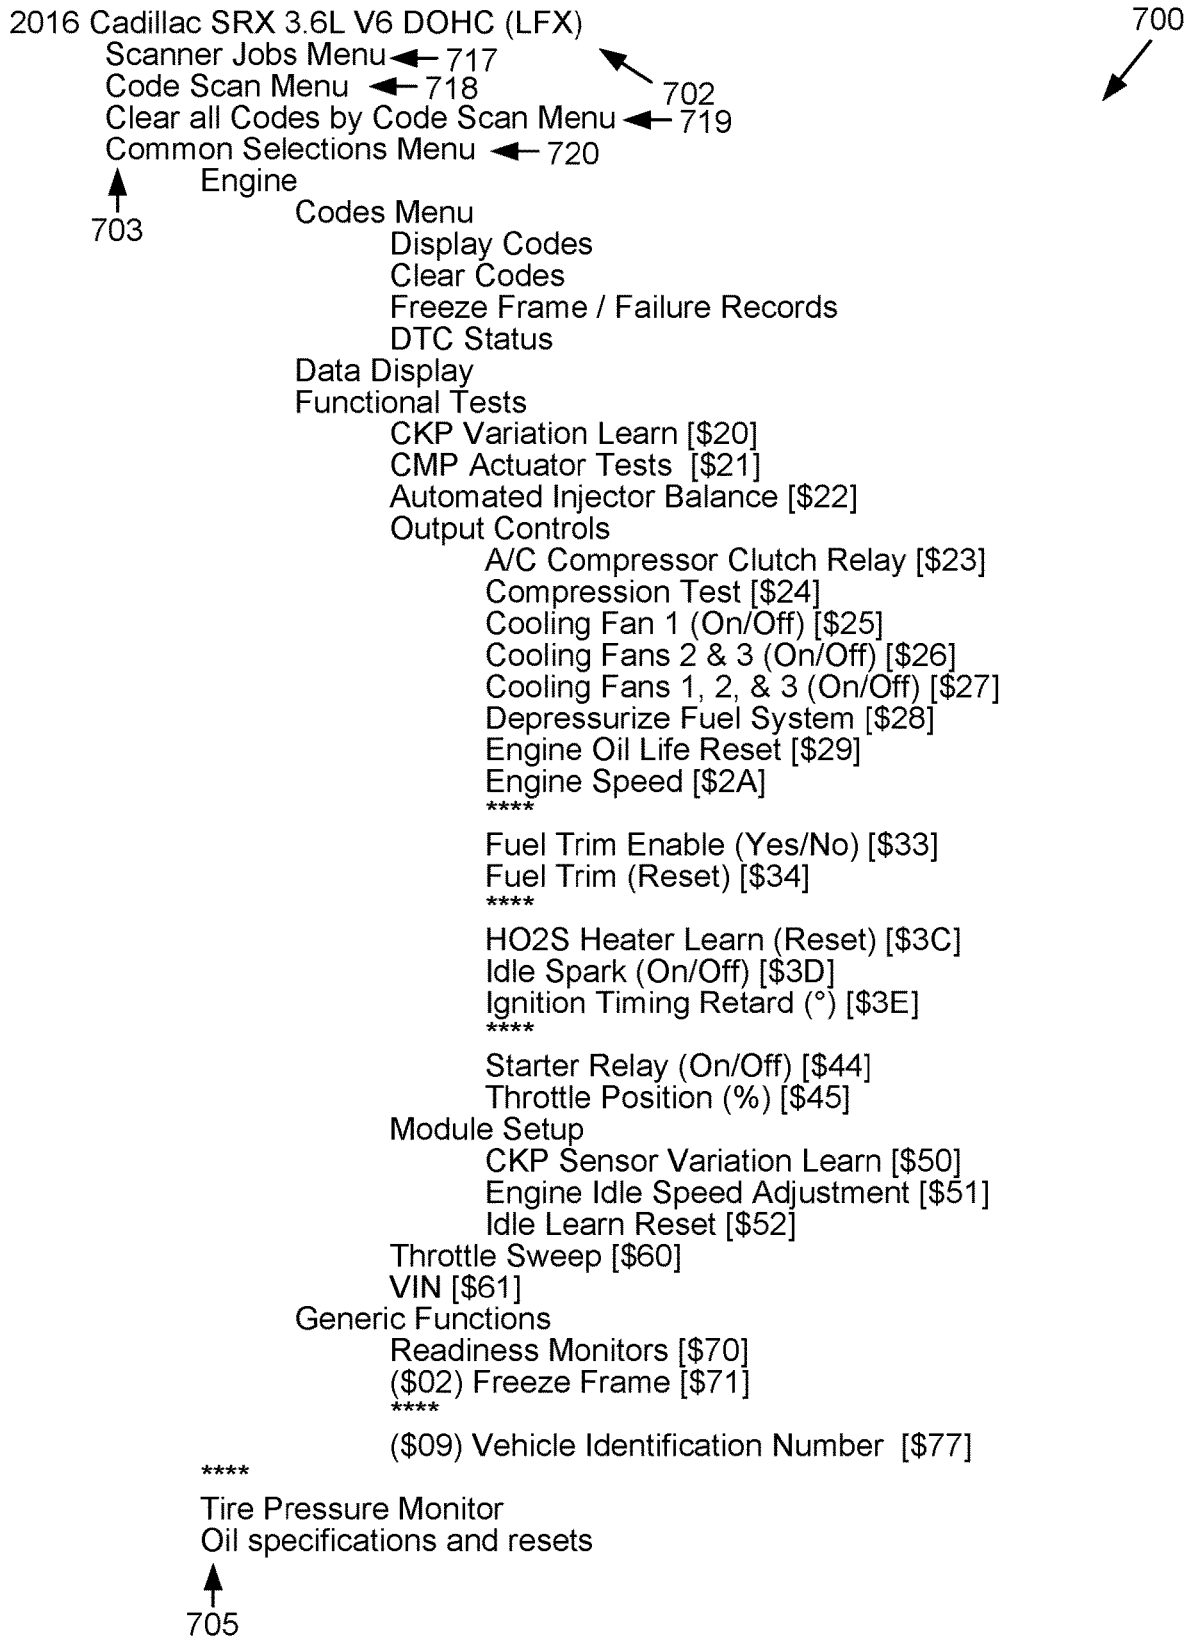 2016 Cadillac SRX 3.6L V6 DOHC (LFX)
700
Scanner Jobs Menu 717
Code Scan Menu 718
702
Clear all Codes by Code Scan Menu 719
Common Selections Menu 720
Engine
Codes Menu
703
Display Codes
Clear Codes
Freeze Frame / Failure Records
DTC Status
Data Display
Functional Tests
CKP Variation Learn [$20]
CMP Actuator Tests [$21]
Automated Injector Balance [$22]
Output Controls
A/C Compressor Clutch Relay [$23]
Compression Test [$24]
Cooling Fan 1 (On/Off) [$25]
Cooling Fans 2 & 3 (On/Off) [$26]
Cooling Fans 1, 2, & 3 (On/Off) [$27]
Depressurize Fuel System [$28]
Engine Oil Life Reset [$29]
Engine Speed [$2A]
****
Fuel Trim Enable (Yes/No) [$33]
Fuel Trim (Reset) [$34]
****
HO2S Heater Learn (Reset) [$3C]
Idle Spark (On/Off) [$3D]
Ignition Timing Retard (°) [$3E]
****
Starter Relay (On/Off) [$44]
Throttle Position (%) [$45]
Module Setup
CKP Sensor Variation Learn [$50]
Engine Idle Speed Adjustment [$51]
Idle Learn Reset [$52]
Throttle Sweep [$60]
VIN [$61]
Generic Functions
Readiness Monitors [$70]
($02) Freeze Frame [$71]
****
($09) Vehicle Identification Number [$77]
****
Tire Pressure Monitor
Oil specifications and resets
705